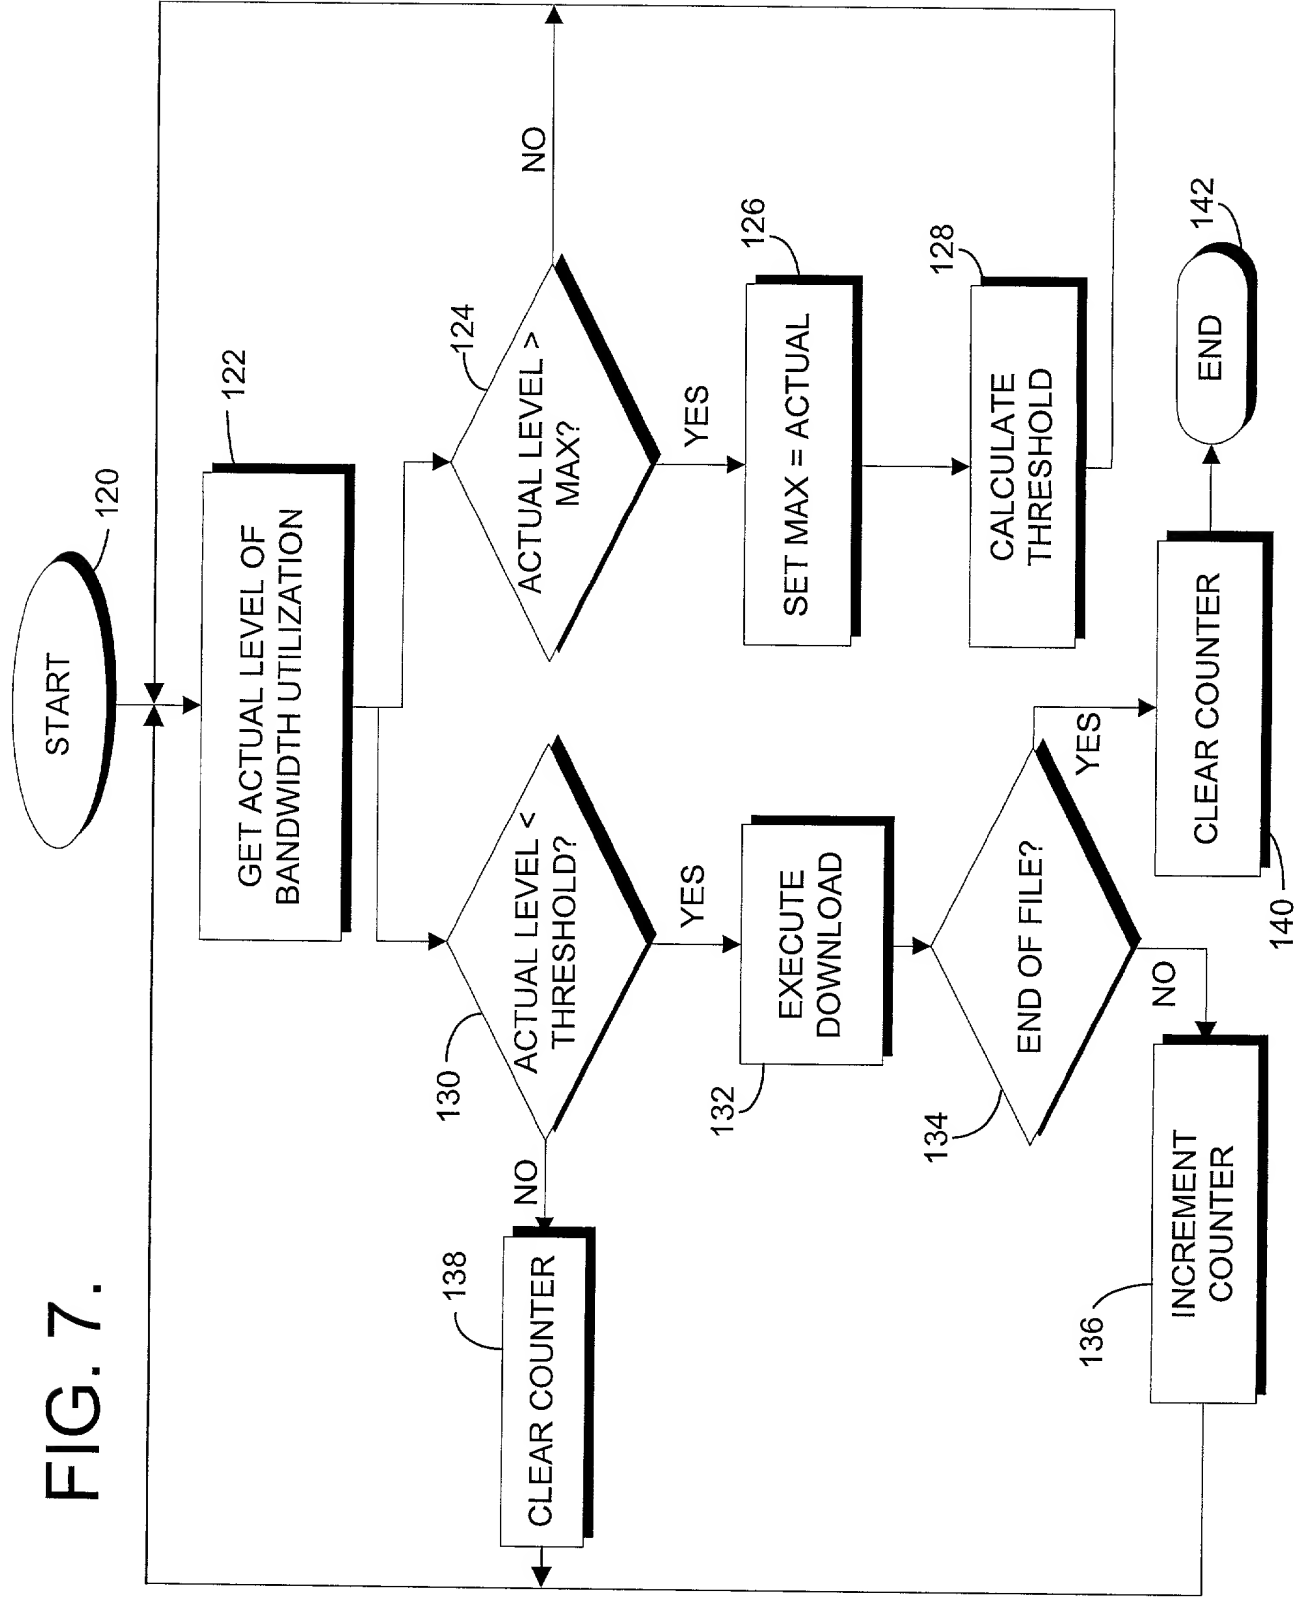 FIG. 7.
START
120
GET ACTUAL LEVEL OF
BANDWIDTH UTILIZATION
122
ACTUAL LEVEL >
MAX?
124
NO
YES
SET MAX = ACTUAL
126
CALCULATE
THRESHOLD
128
ACTUAL LEVEL <
THRESHOLD?
130
NO
CLEAR COUNTER
138
YES
EXECUTE
DOWNLOAD
132
END OF FILE?
134
NO
INCREMENT
COUNTER
136
YES
CLEAR COUNTER
140
END
142